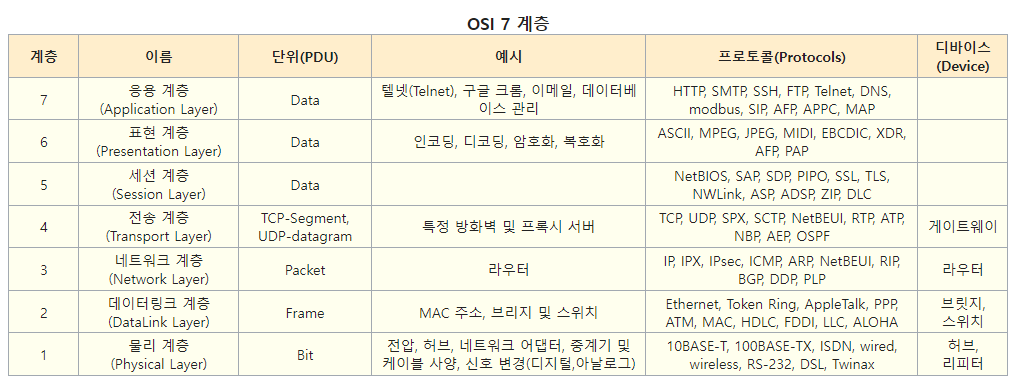 OSI 7 계층
계층 이름 단위(PDU) 예시 프로토콜(Protocols) 디바이스
(Device)
7 응용 계층
(Application Layer) Data 텔넷(Telnet), 구글 크롬, 이메일, 데이터베
이스 관리 HTTP, SMTP, SSH, FTP, Telnet, DNS,
modbus, SIP, AFP, APPC, MAP
6 표현 계층
(Presentation Layer) Data 인코딩, 디코딩, 암호화, 복호화 ASCII, MPEG, JPEG, MIDI, EBCDIC, XDR,
AFP, PAP
5 세션 계층
(Session Layer) Data NetBIOS, SAP, SDP, PIPO, SSL, TLS,
NWLink, ASP, ADSP, ZIP, DLC
4 전송 계층
(Transport Layer) TCP-Segment,
UDP-datagram 특정 방화벽 및 프록시 서버 TCP, UDP, SPX, SCTP, NetBEUI, RTP, ATP,
NBP, AEP, OSPF 게이트웨이
3 네트워크 계층
(Network Layer) Packet 라우터 IP, IPX, IPsec, ICMP, ARP, NetBEUI, RIP,
BGP, DDP, PLP 라우터
2 데이터링크 계층
(DataLink Layer) Frame MAC 주소, 브리지 및 스위치 Ethernet, Token Ring, AppleTalk, PPP,
ATM, MAC, HDLC, FDDI, LLC, ALOHA 브릿지,
스위치
1 물리 계층
(Physical Layer) Bit 전압, 허브, 네트워크 어댑터, 중계기 및
케이블 사양, 신호 변경(디지털,아날로그) 10BASE-T, 100BASE-TX, ISDN, wired,
wireless, RS-232, DSL, Twinax 허브,
리피터